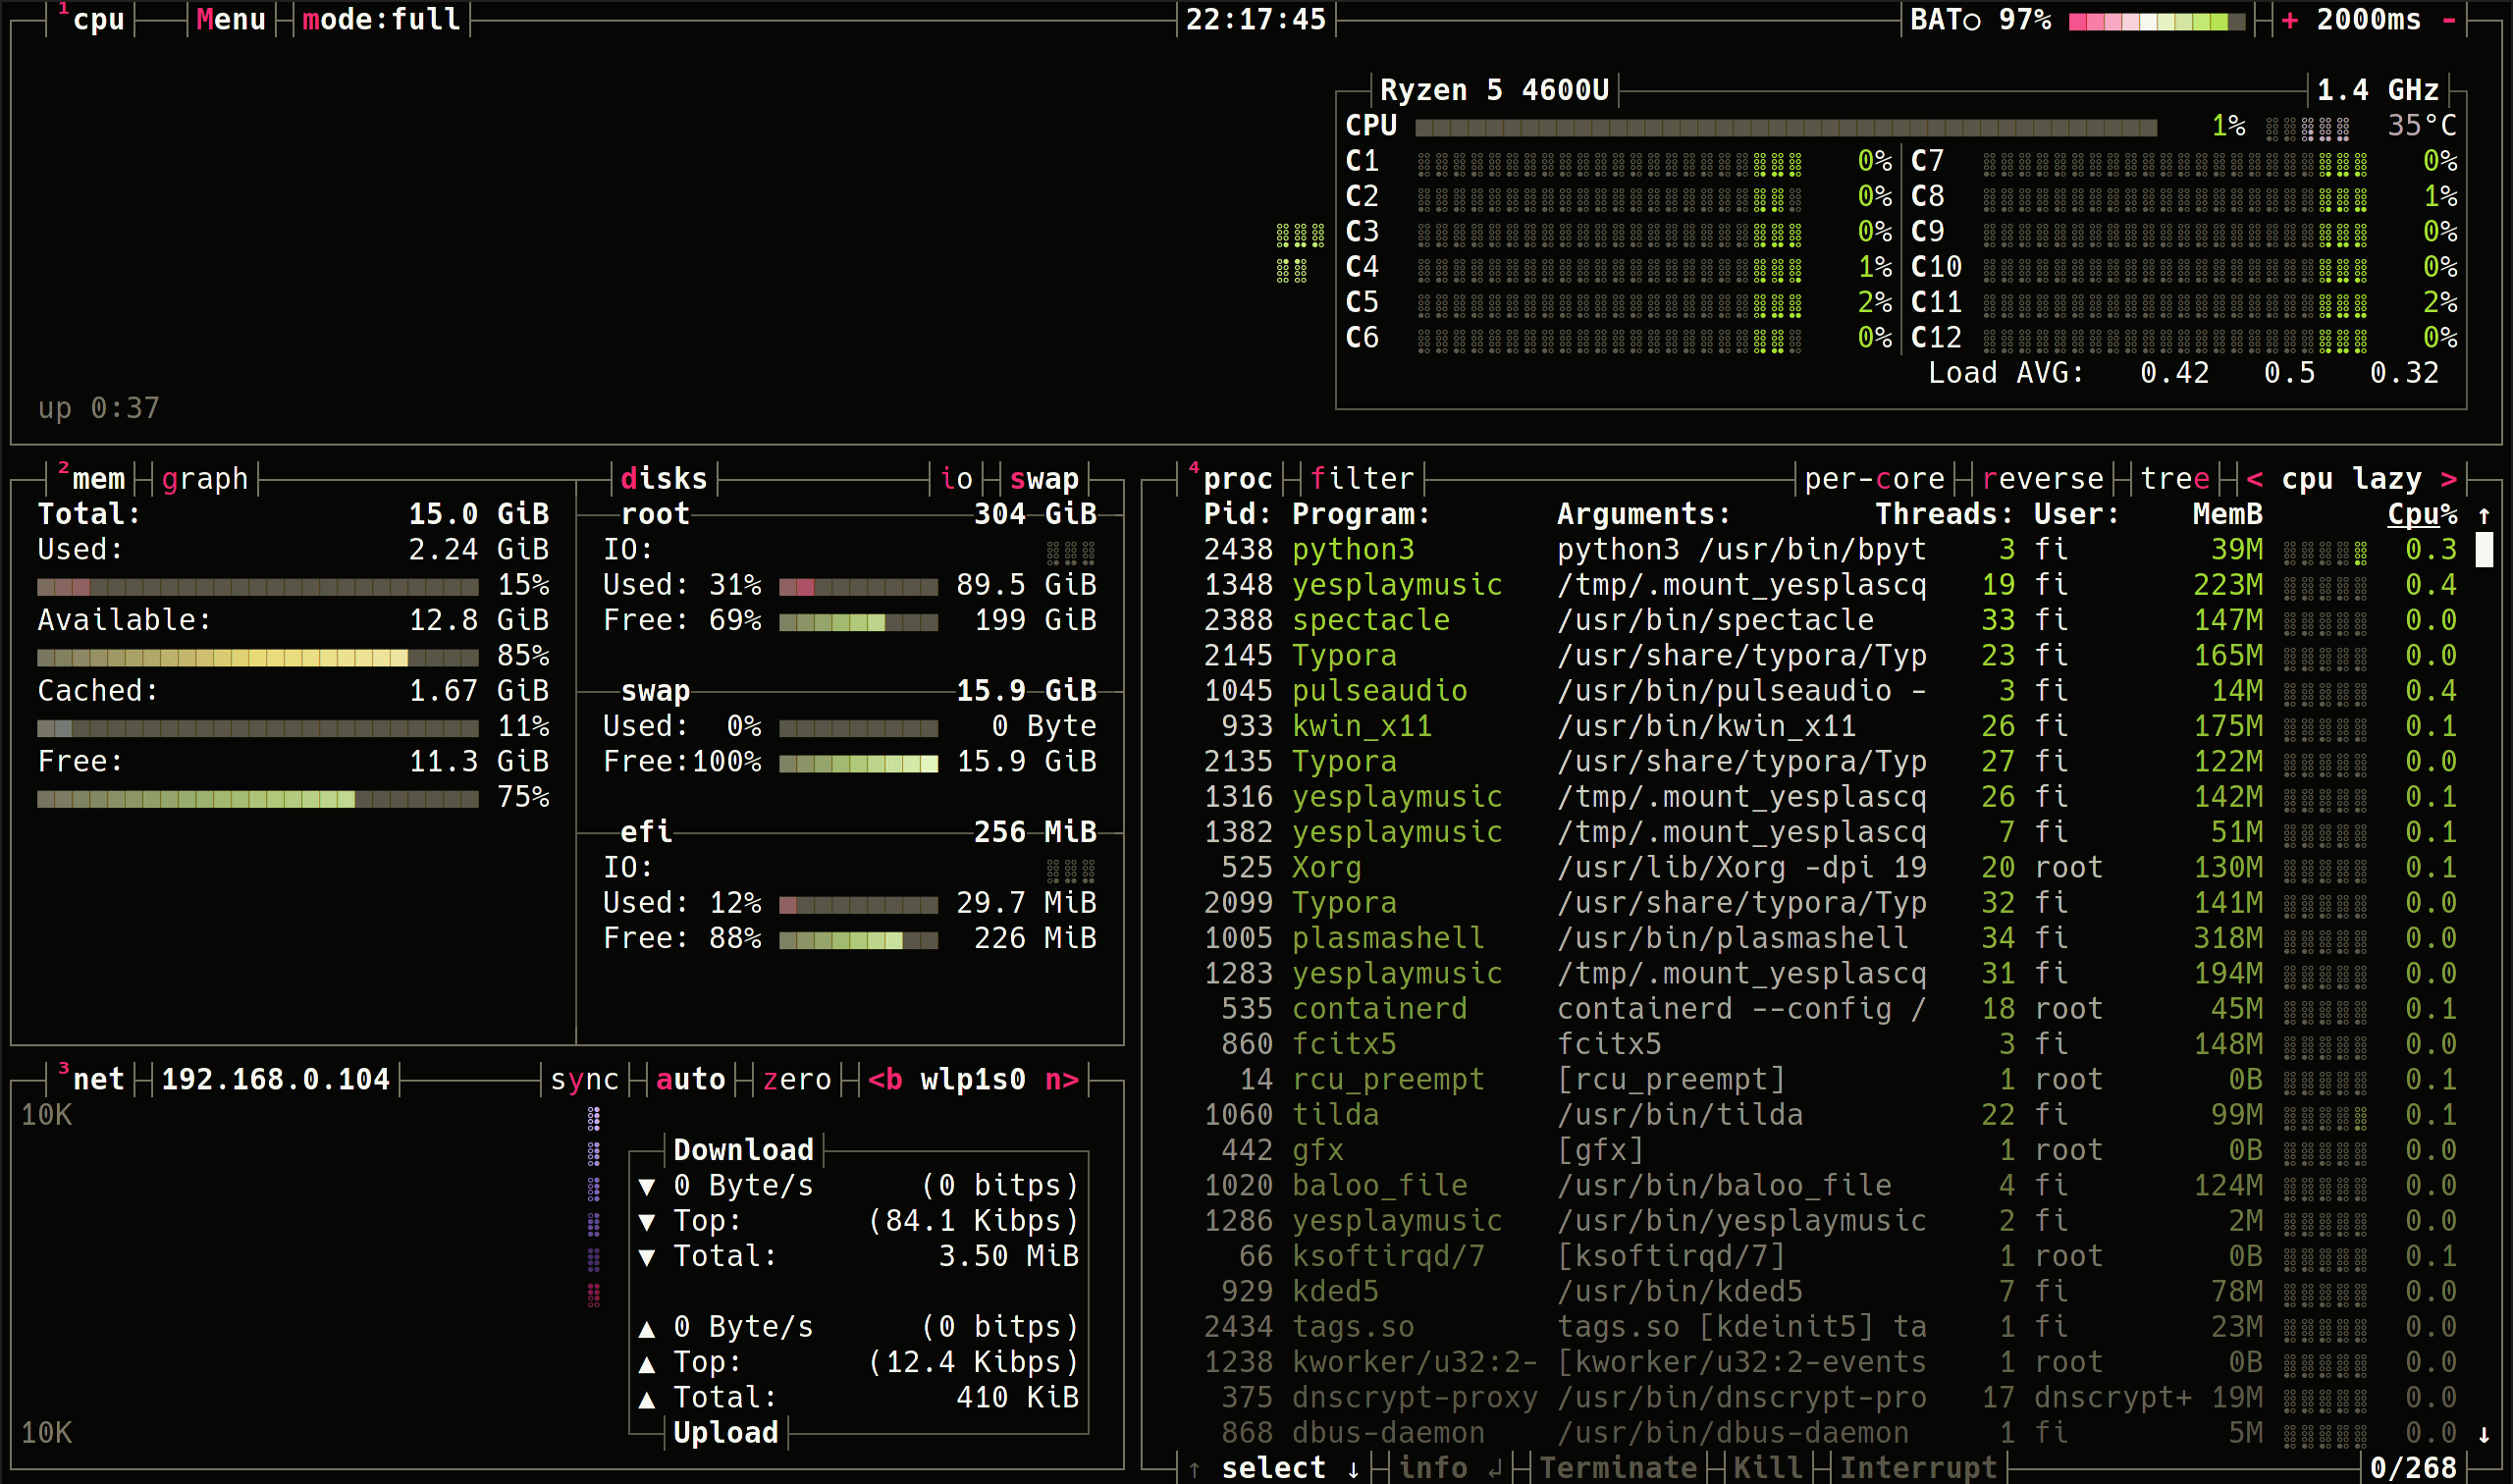 ¹cpu Menu mode:full 22:17:45 BAT○ 97% + 2000ms -
Ryzen 5 4600U 1.4 GHz
CPU 1% 35°C
C1 0% C7 0%
C2 0% C8 1%
C3 0% C9 0%
C4 1% C10 0%
C5 2% C11 2%
C6 0% C12 0%
Load AVG: 0.42 0.5 0.32
up 0:37
²mem graph disks io swap
Total: 15.0 GiB
Used: 2.24 GiB
15%
Available: 12.8 GiB
85%
Cached: 1.67 GiB
11%
Free: 11.3 GiB
75%
root 304 GiB
IO:
Used: 31% 89.5 GiB
Free: 69% 199 GiB
swap 15.9 GiB
Used: 0% 0 Byte
Free:100% 15.9 GiB
efi 256 MiB
IO:
Used: 12% 29.7 MiB
Free: 88% 226 MiB
³net 192.168.0.104 sync auto zero <b wlp1s0 n>
10K
Download
▼ 0 Byte/s (0 bitps)
▼ Top: (84.1 Kibps)
▼ Total: 3.50 MiB
▲ 0 Byte/s (0 bitps)
▲ Top: (12.4 Kibps)
▲ Total: 410 KiB
10K
Upload
⁴proc filter per-core reverse tree < cpu lazy >
Pid: Program: Arguments: Threads: User: MemB Cpu% ↑
2438 python3 python3 /usr/bin/bpyt 3 fi 39M 0.3
1348 yesplaymusic /tmp/.mount_yesplascq 19 fi 223M 0.4
2388 spectacle /usr/bin/spectacle 33 fi 147M 0.0
2145 Typora /usr/share/typora/Typ 23 fi 165M 0.0
1045 pulseaudio /usr/bin/pulseaudio - 3 fi 14M 0.4
933 kwin_x11 /usr/bin/kwin_x11 26 fi 175M 0.1
2135 Typora /usr/share/typora/Typ 27 fi 122M 0.0
1316 yesplaymusic /tmp/.mount_yesplascq 26 fi 142M 0.1
1382 yesplaymusic /tmp/.mount_yesplascq 7 fi 51M 0.1
525 Xorg /usr/lib/Xorg -dpi 19 20 root 130M 0.1
2099 Typora /usr/share/typora/Typ 32 fi 141M 0.0
1005 plasmashell /usr/bin/plasmashell 34 fi 318M 0.0
1283 yesplaymusic /tmp/.mount_yesplascq 31 fi 194M 0.0
535 containerd containerd --config / 18 root 45M 0.1
860 fcitx5 fcitx5 3 fi 148M 0.0
14 rcu_preempt [rcu_preempt] 1 root 0B 0.1
1060 tilda /usr/bin/tilda 22 fi 99M 0.1
442 gfx [gfx] 1 root 0B 0.0
1020 baloo_file /usr/bin/baloo_file 4 fi 124M 0.0
1286 yesplaymusic /usr/bin/yesplaymusic 2 fi 2M 0.0
66 ksoftirqd/7 [ksoftirqd/7] 1 root 0B 0.1
929 kded5 /usr/bin/kded5 7 fi 78M 0.0
2434 tags.so tags.so [kdeinit5] ta 1 fi 23M 0.0
1238 kworker/u32:2- [kworker/u32:2-events 1 root 0B 0.0
375 dnscrypt-proxy /usr/bin/dnscrypt-pro 17 dnscrypt+ 19M 0.0
868 dbus-daemon /usr/bin/dbus-daemon 1 fi 5M 0.0 ↓
↑ select ↓ info ↲ Terminate Kill Interrupt 0/268